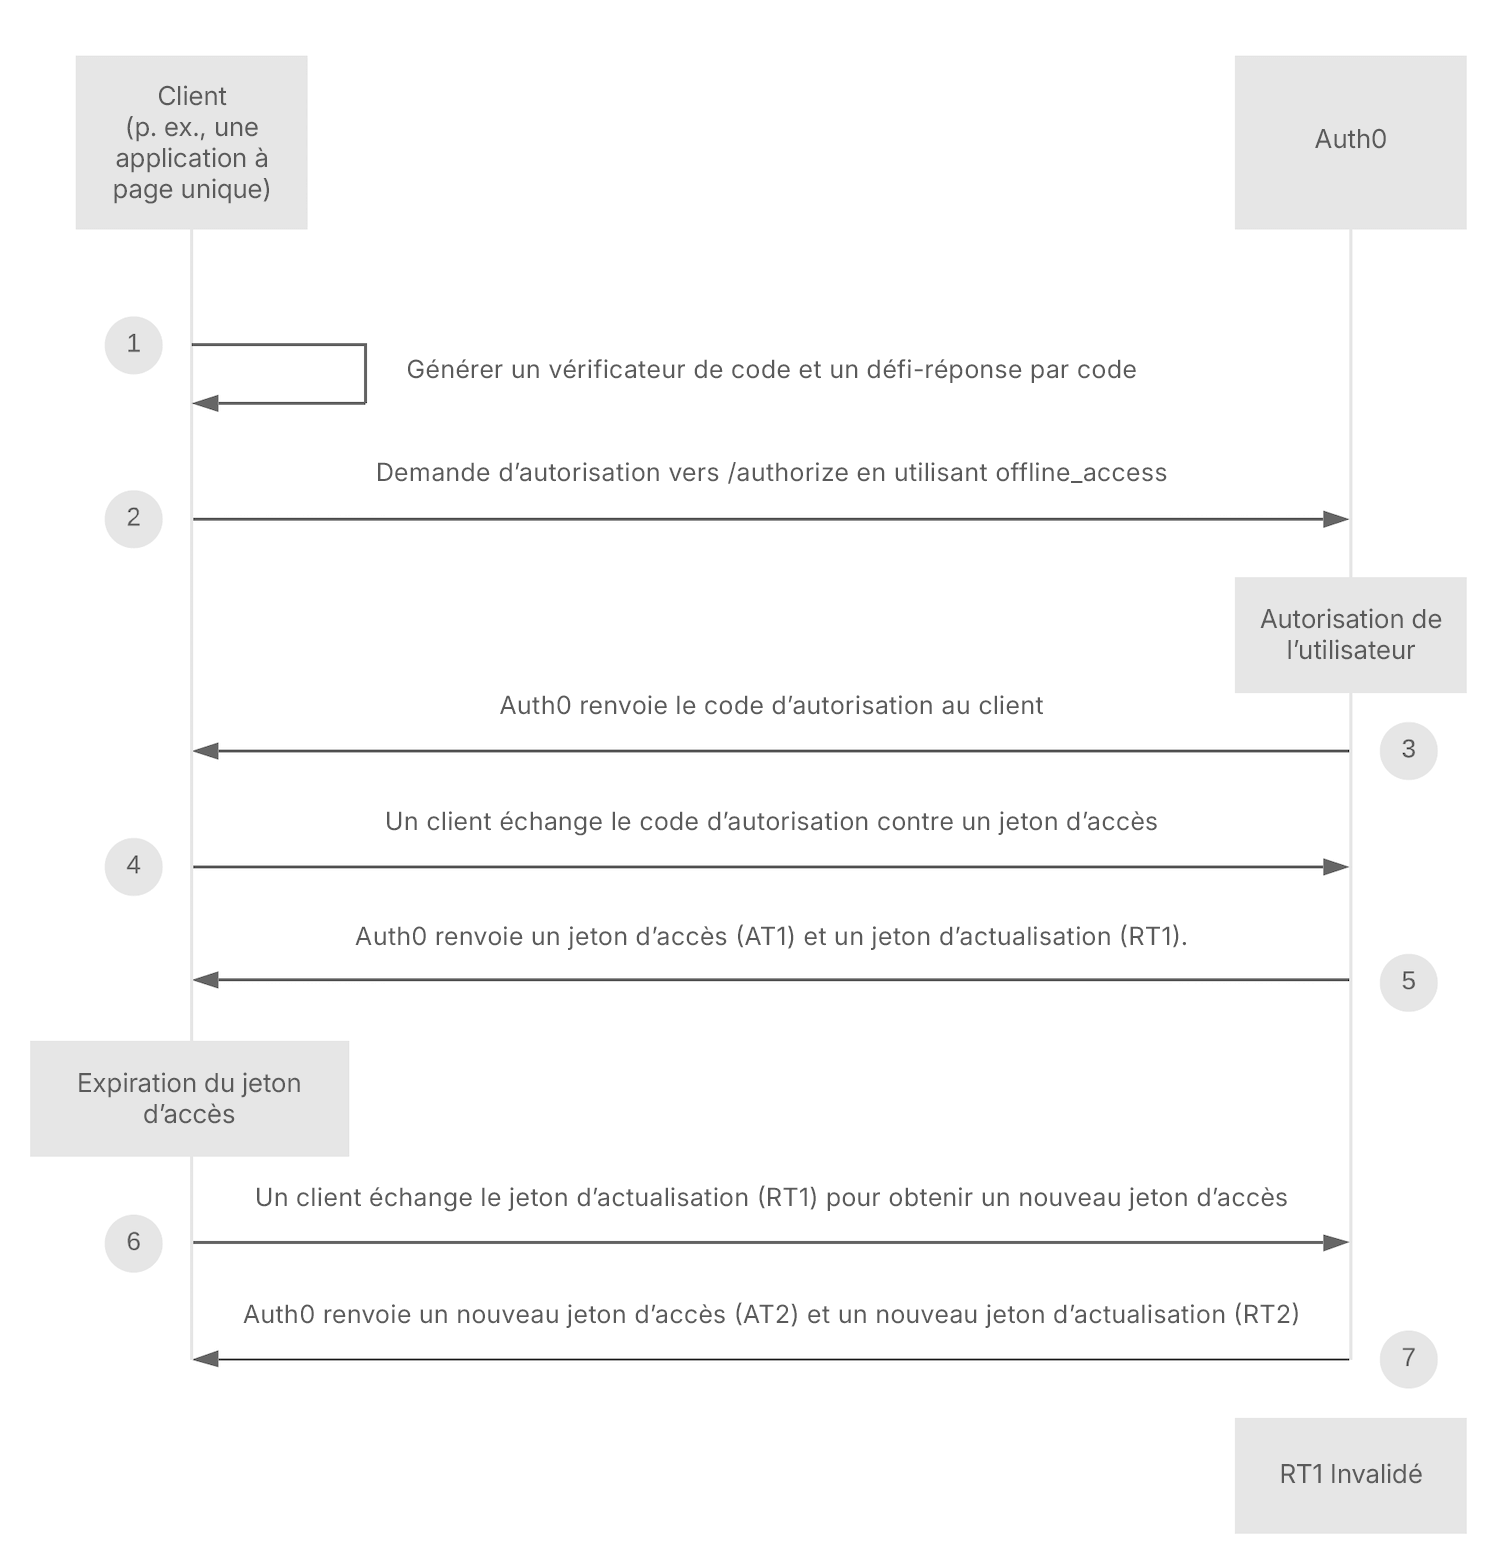 Client
(p. ex., une
application à
page unique)
Auth0
1
Générer un vérificateur de code et un défi-réponse par code
Demande d’autorisation vers /authorize en utilisant offline_access
2
Autorisation de
l’utilisateur
Auth0 renvoie le code d’autorisation au client
3
Un client échange le code d’autorisation contre un jeton d’accès
4
Auth0 renvoie un jeton d’accès (AT1) et un jeton d’actualisation (RT1).
5
Expiration du jeton
d’accès
Un client échange le jeton d’actualisation (RT1) pour obtenir un nouveau jeton d’accès
6
Auth0 renvoie un nouveau jeton d’accès (AT2) et un nouveau jeton d’actualisation (RT2)
7
RT1 Invalidé